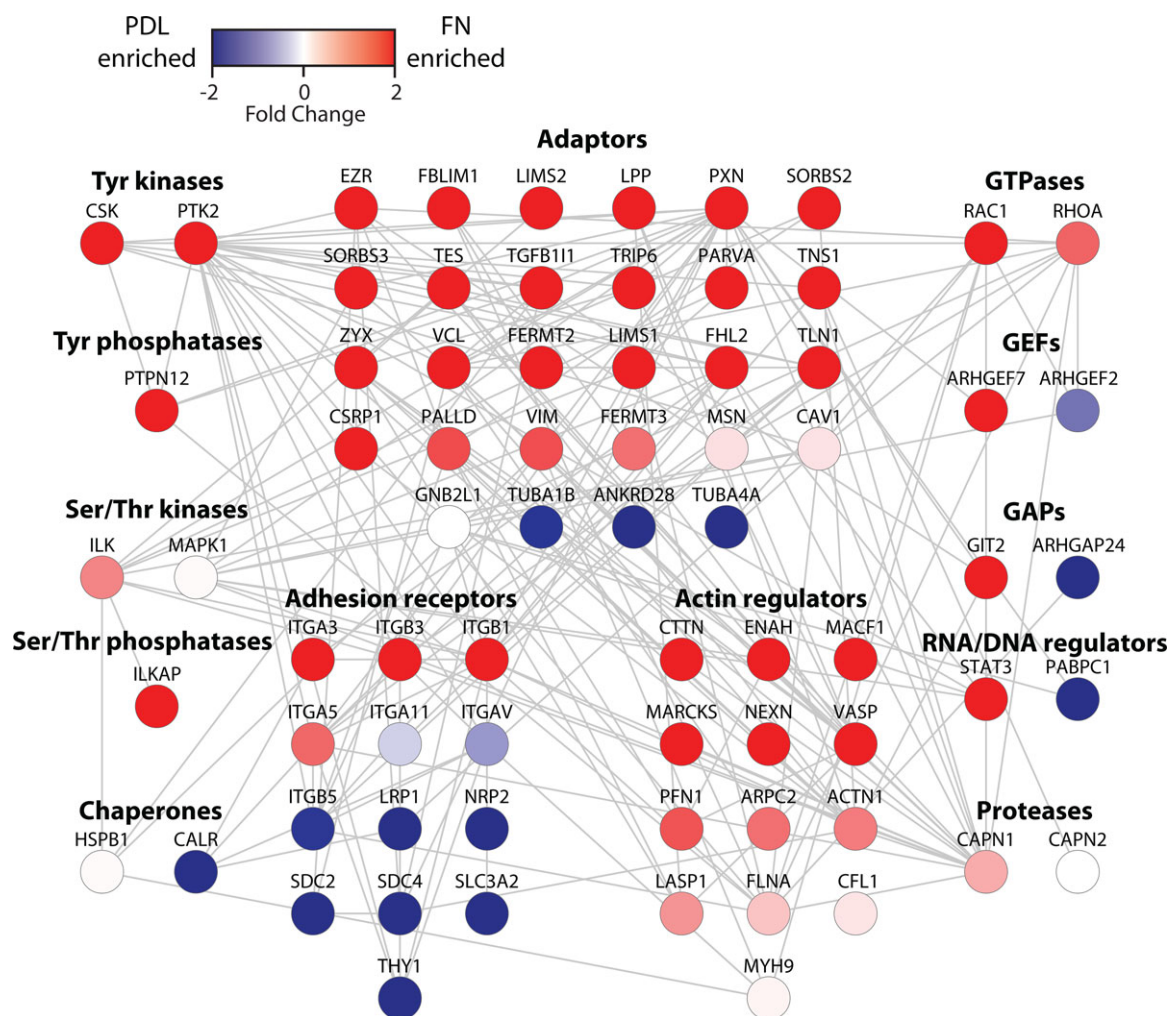 PDL enriched
FN enriched
-2 0 2
Fold Change
Adaptors
Tyr kinases
CSK PTK2
EZR FBLIM1 LIMS2 LPP PXN SORBS2
GTPases
RAC1 RHOA
SORBS3 TES TGFB1I1 TRIP6 PARVA TNS1
Tyr phosphatases
PTPN12
ZYX VCL FERMT2 LIMS1 FHL2 TLN1
GEFs
ARHGEF7 ARHGEF2
CSRP1 PALLD VIM FERMT3 MSN CAV1
GNB2L1 TUBA1B ANKRD28 TUBA4A
Ser/Thr kinases
ILK MAPK1
GAPs
GIT2 ARHGAP24
Adhesion receptors
Actin regulators
Ser/Thr phosphatases
ILKAP
ITGA3 ITGB3 ITGB1
CTTN ENAH MACF1
RNA/DNA regulators
STAT3 PABPC1
ITGA5 ITGA11 ITGAV
MARCKS NEXN VASP
Chaperones
HSPB1 CALR
ITGB5 LRP1 NRP2
PFN1 ARPC2 ACTN1
Proteases
CAPN1 CAPN2
SDC2 SDC4 SLC3A2
LASP1 FLNA CFL1
THY1
MYH9